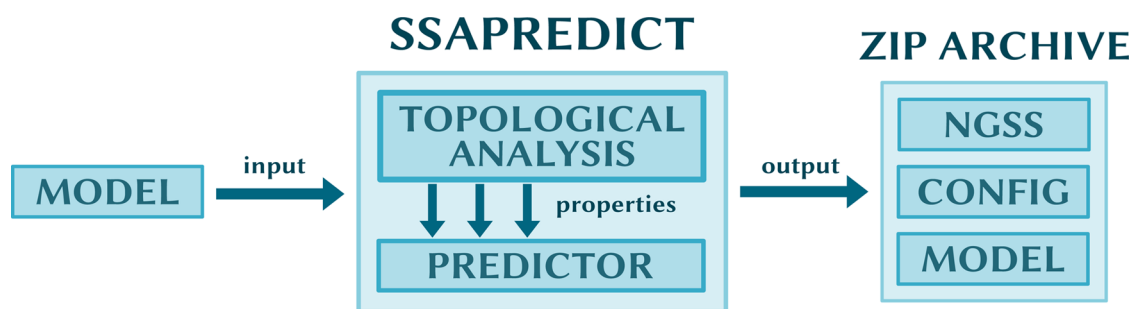 SSAPREDICT
ZIP ARCHIVE
MODEL
input
TOPOLOGICAL
ANALYSIS
properties
PREDICTOR
output
NGSS
CONFIG
MODEL